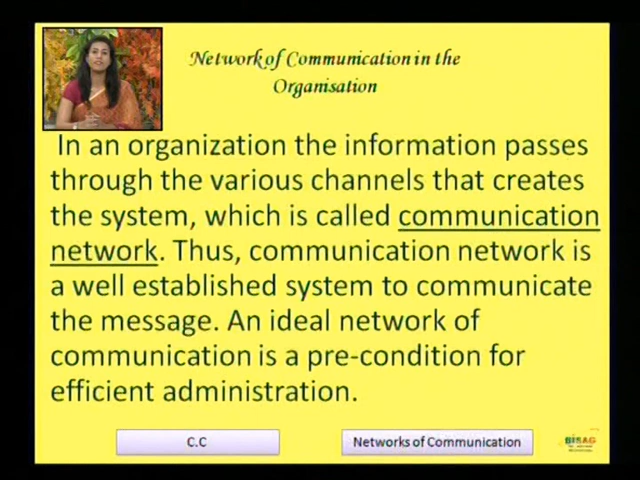 Network of Communication in the
Organisation
In an organization the information passes
through the various channels that creates
the system, which is called communication
network. Thus, communication network is
a well established system to communicate
the message. An ideal network of
communication is a pre-condition for
efficient administration.
C.C
Networks of Communication
BISAG